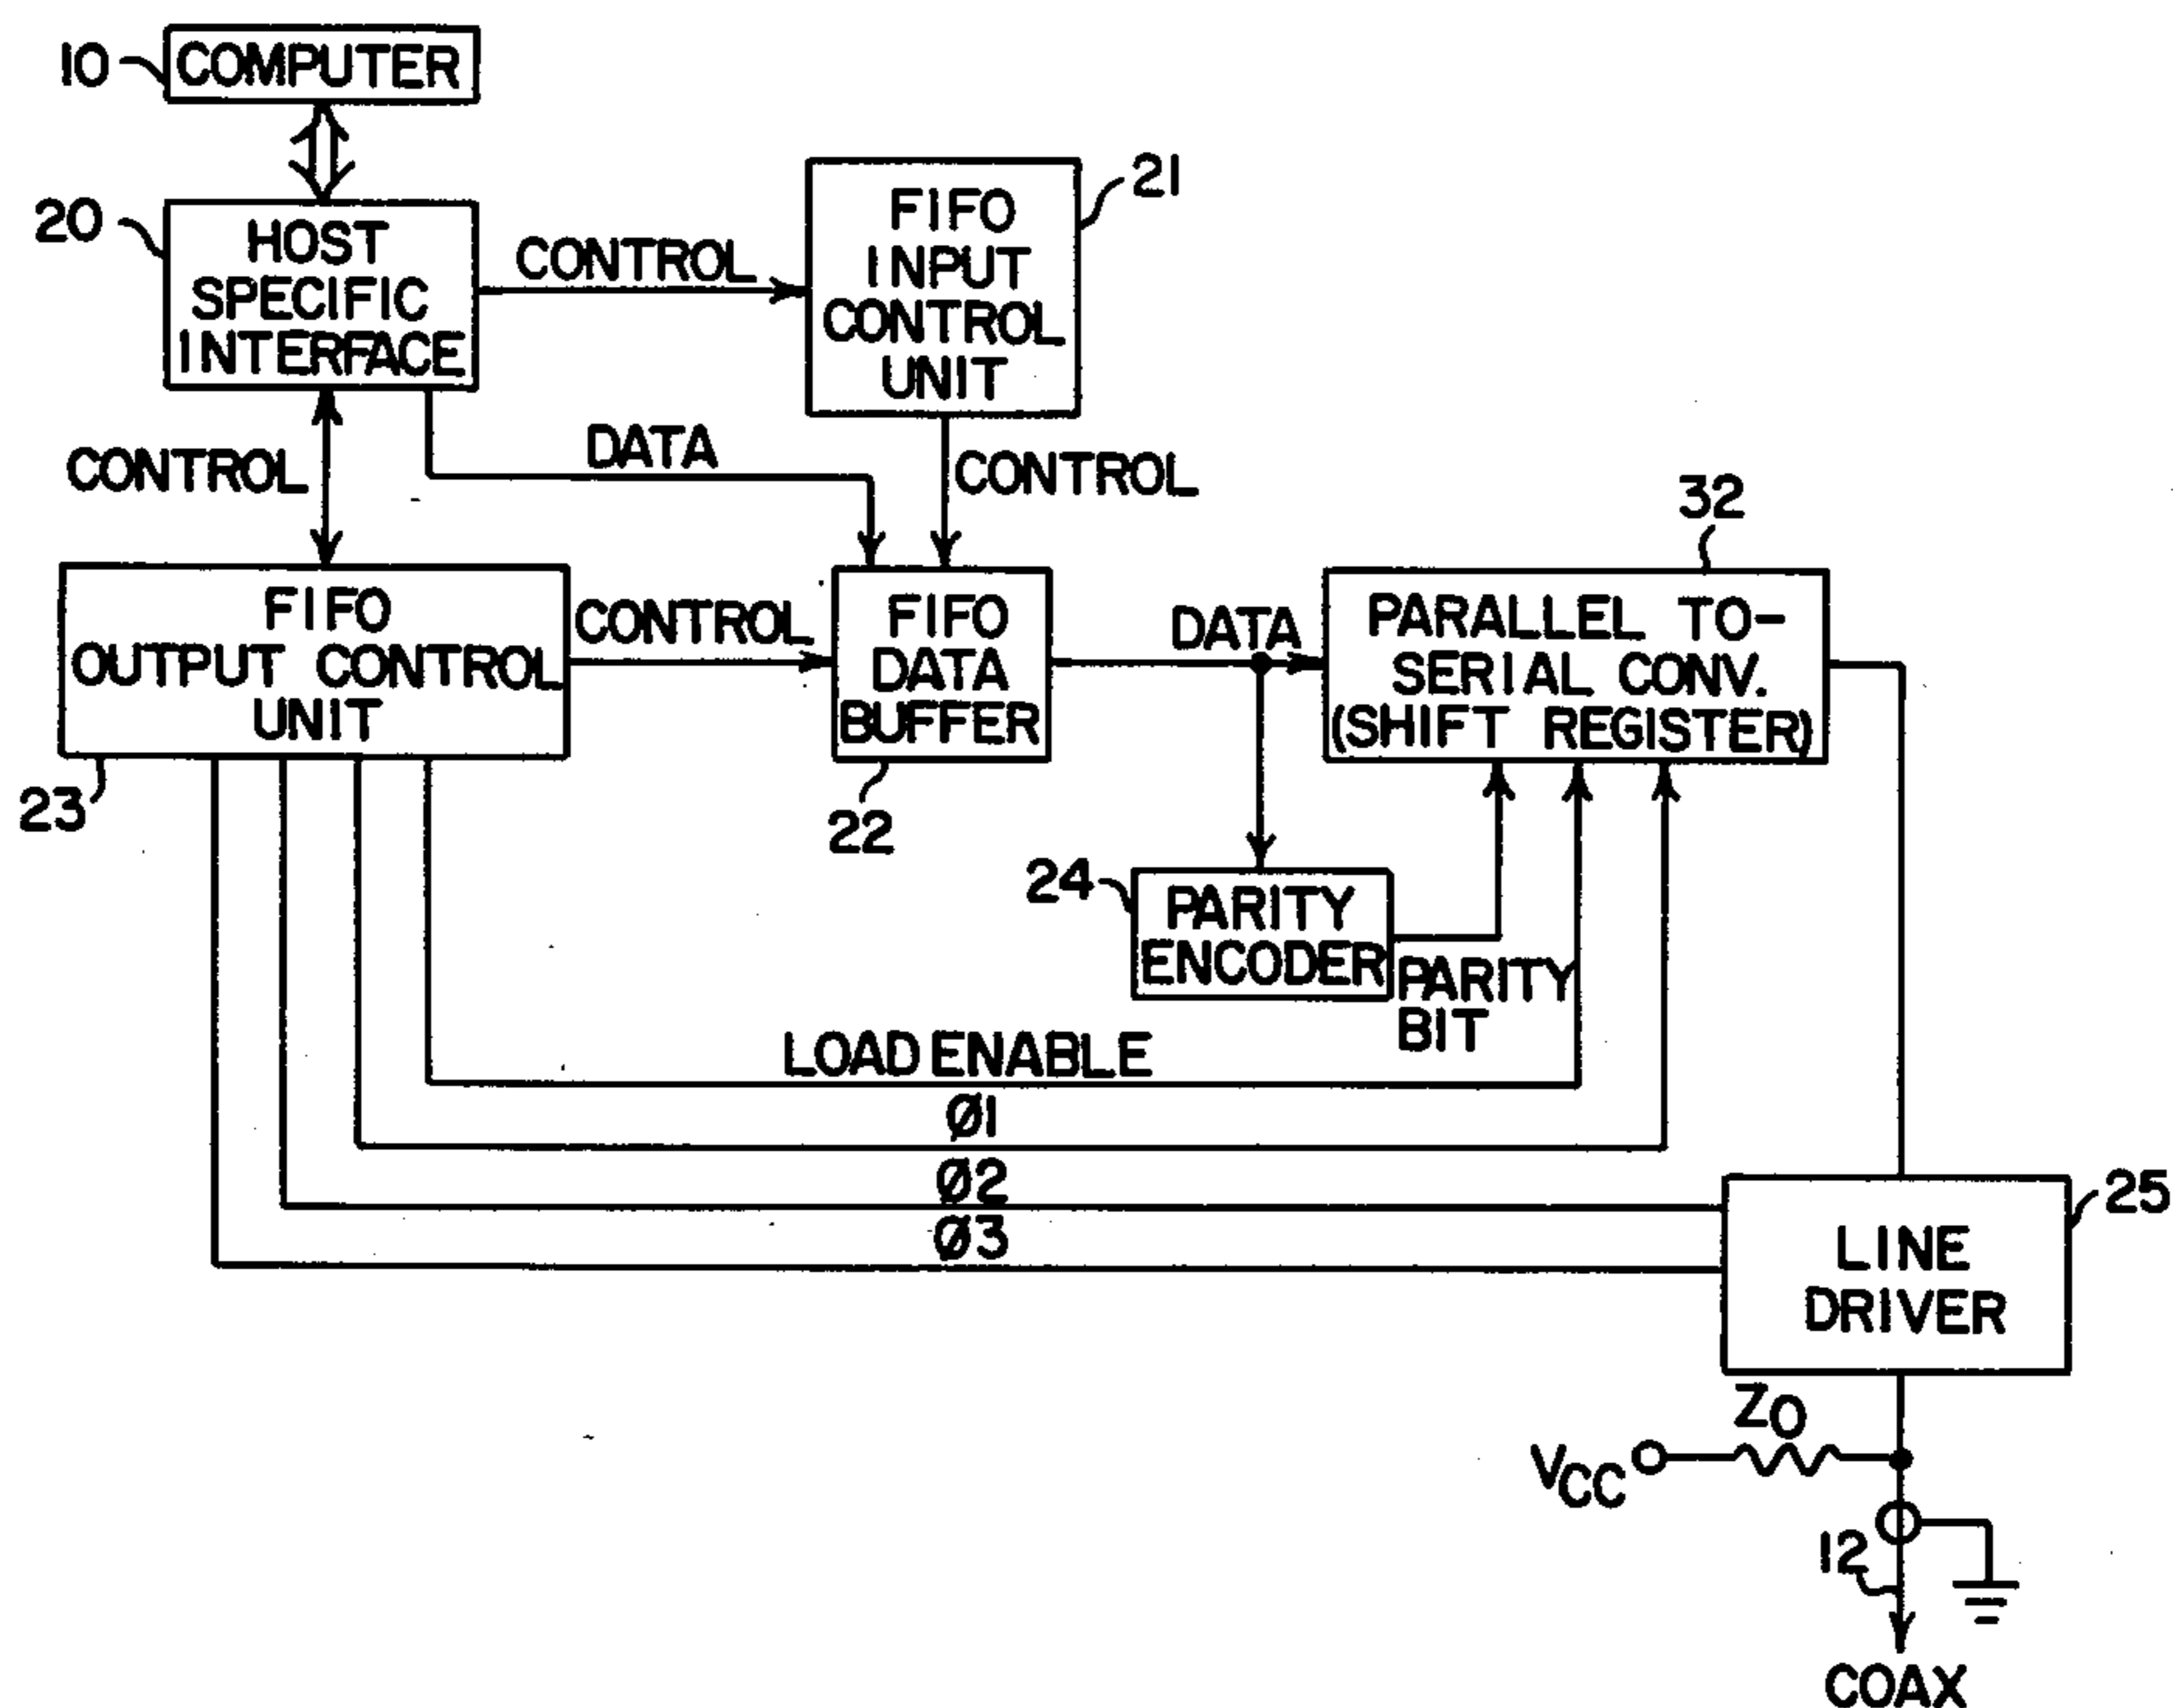 10 COMPUTER
20
HOST
SPECIFIC
INTERFACE
CONTROL
FIFO
INPUT
CONTROL
UNIT
21
CONTROL
DATA
CONTROL
32
FIFO
OUTPUT CONTROL
UNIT
23
CONTROL
FIFO
DATA
BUFFER
22
DATA
PARALLEL TO-
SERIAL CONV.
(SHIFT REGISTER)
24
PARITY
ENCODER
PARITY
BIT
LOAD ENABLE
Ø1
Ø2
Ø3
LINE
DRIVER
25
ZO
VCC
12
COAX